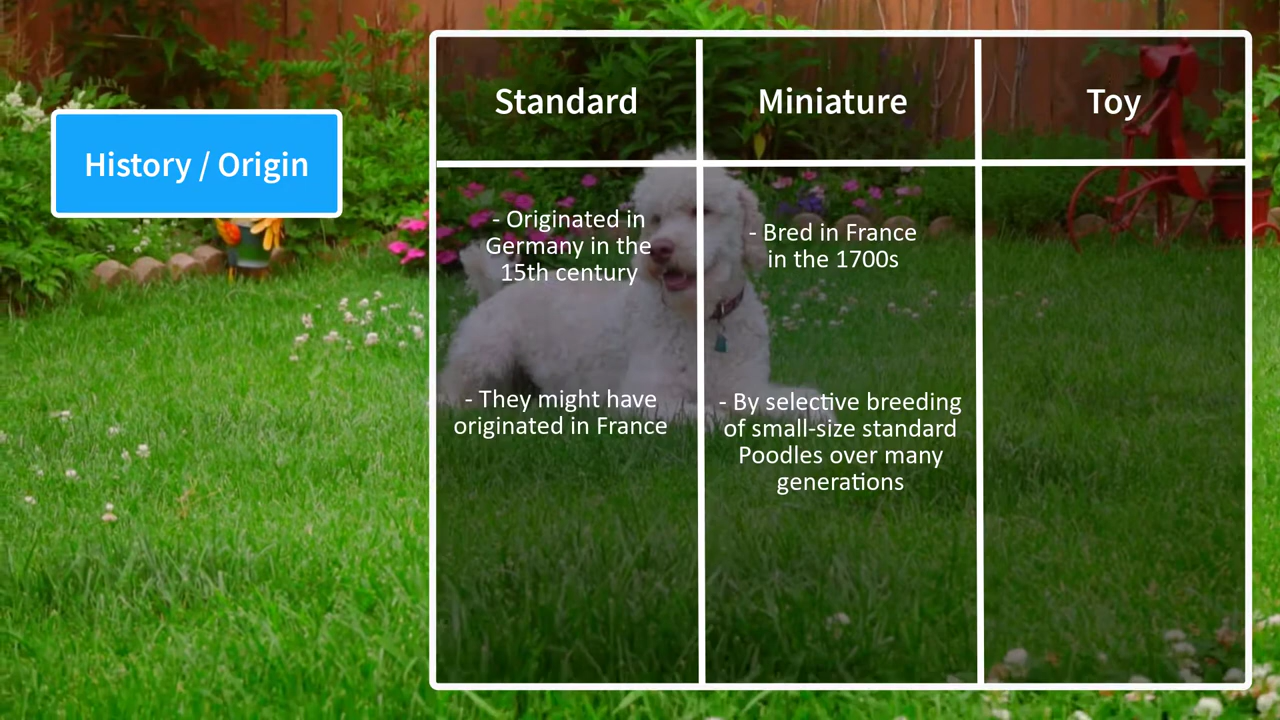 History / Origin
Standard
Miniature
Toy
- Originated in
Germany in the
15th century
- They might have
originated in France
- Bred in France
in the 1700s
- By selective breeding
of small-size standard
Poodles over many
generations